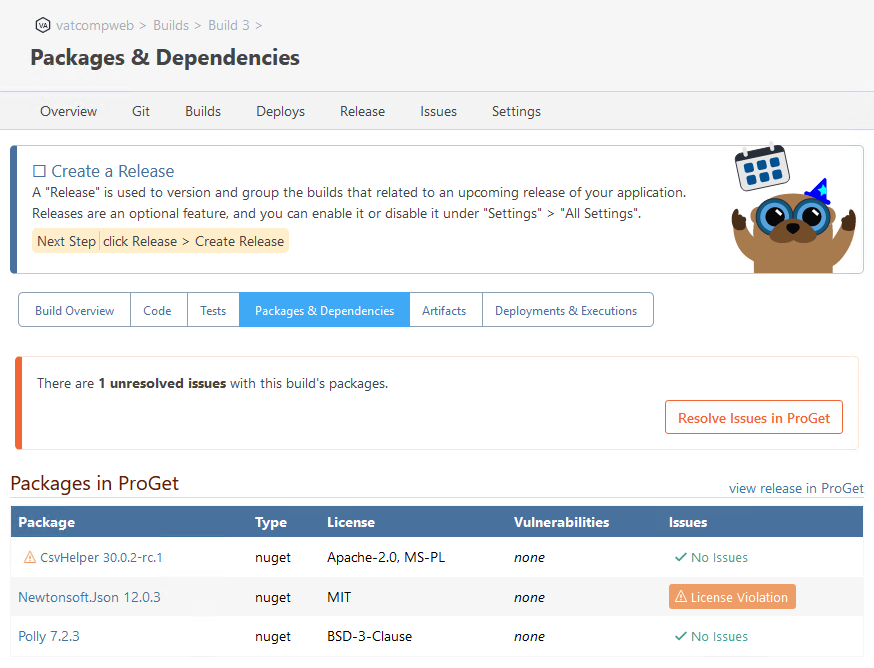 VA vatcompweb > Builds > Build 3 >
Packages & Dependencies
Overview Git Builds Deploys Release Issues Settings
Create a Release
A "Release" is used to version and group the builds that related to an upcoming release of your application.
Releases are an optional feature, and you can enable it or disable it under "Settings" > "All Settings".
Next Step click Release > Create Release
Build Overview Code Tests Packages & Dependencies Artifacts Deployments & Executions
There are 1 unresolved issues with this build's packages.
Resolve Issues in ProGet
Packages in ProGet view release in ProGet
Package Type License Vulnerabilities Issues
CsvHelper 30.0.2-rc.1 nuget Apache-2.0, MS-PL none No Issues
Newtonsoft.Json 12.0.3 nuget MIT none License Violation
Polly 7.2.3 nuget BSD-3-Clause none No Issues